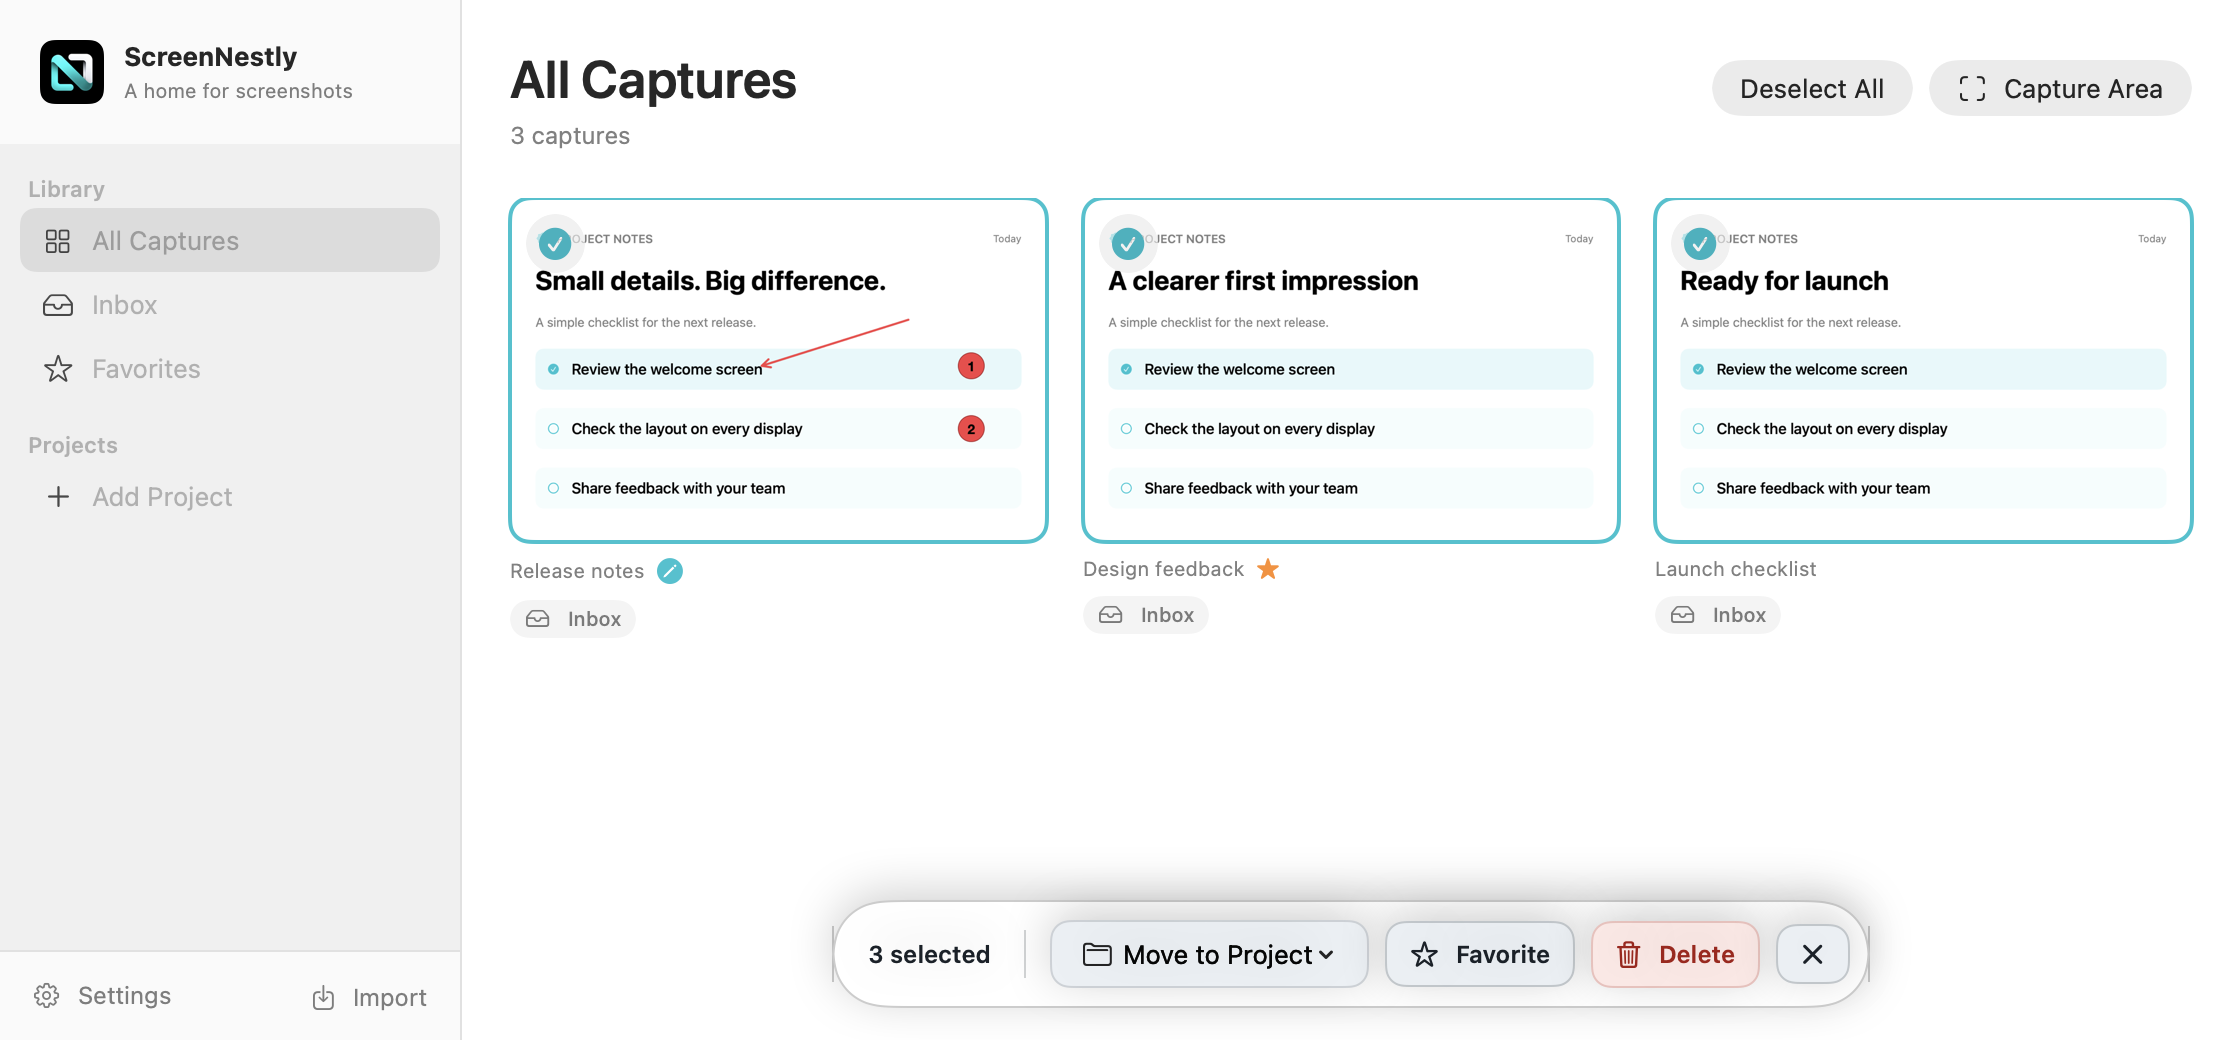 ScreenNestly
A home for screenshots
Library
All Captures
Inbox
Favorites
Projects
Add Project
Settings
Import
All Captures
3 captures
Deselect All
Capture Area
OJECT NOTES
Today
Small details. Big difference.
A simple checklist for the next release.
Review the welcome screen
1
Check the layout on every display
2
Share feedback with your team
Release notes
Inbox
OJECT NOTES
Today
A clearer first impression
A simple checklist for the next release.
Review the welcome screen
Check the layout on every display
Share feedback with your team
Design feedback
Inbox
OJECT NOTES
Today
Ready for launch
A simple checklist for the next release.
Review the welcome screen
Check the layout on every display
Share feedback with your team
Launch checklist
Inbox
3 selected
Move to Project
Favorite
Delete